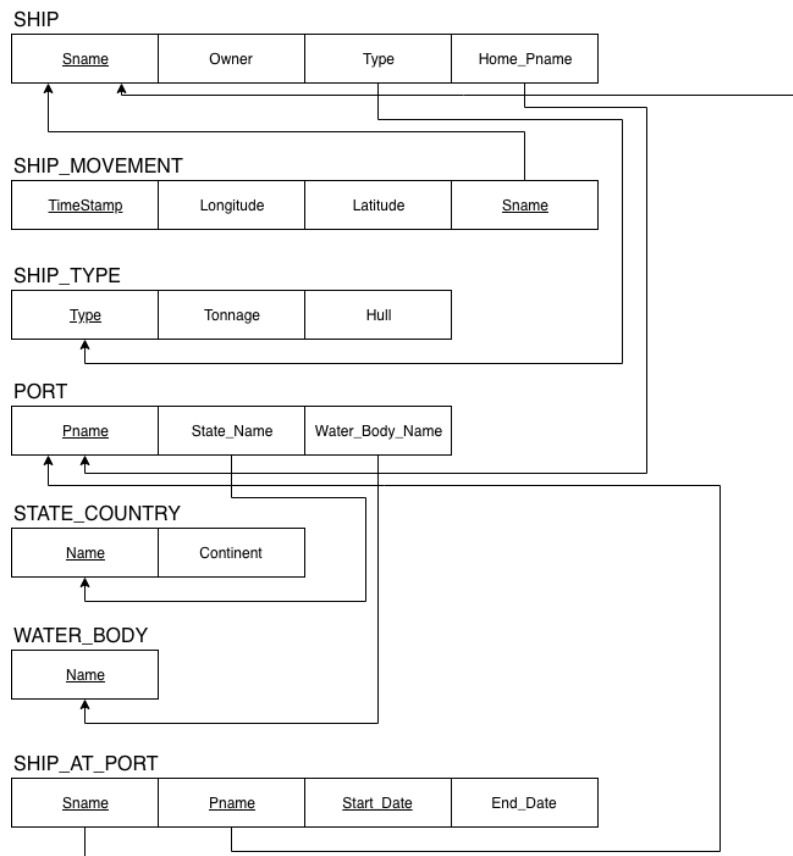 SHIP
Sname Owner Type Home_Pname
SHIP_MOVEMENT
TimeStamp Longitude Latitude Sname
SHIP_TYPE
Type Tonnage Hull
PORT
Pname State_Name Water_Body_Name
STATE_COUNTRY
Name Continent
WATER_BODY
Name
SHIP_AT_PORT
Sname Pname Start_Date End_Date